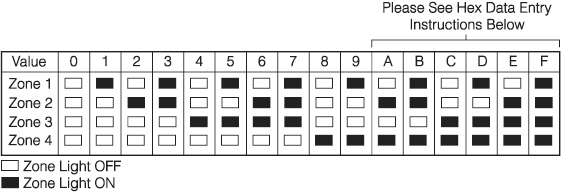 Please See Hex Data Entry
Instructions Below
Value 0 1 2 3 4 5 6 7 8 9 A B C D E F
Zone 1
Zone 2
Zone 3
Zone 4
Zone Light OFF
Zone Light ON